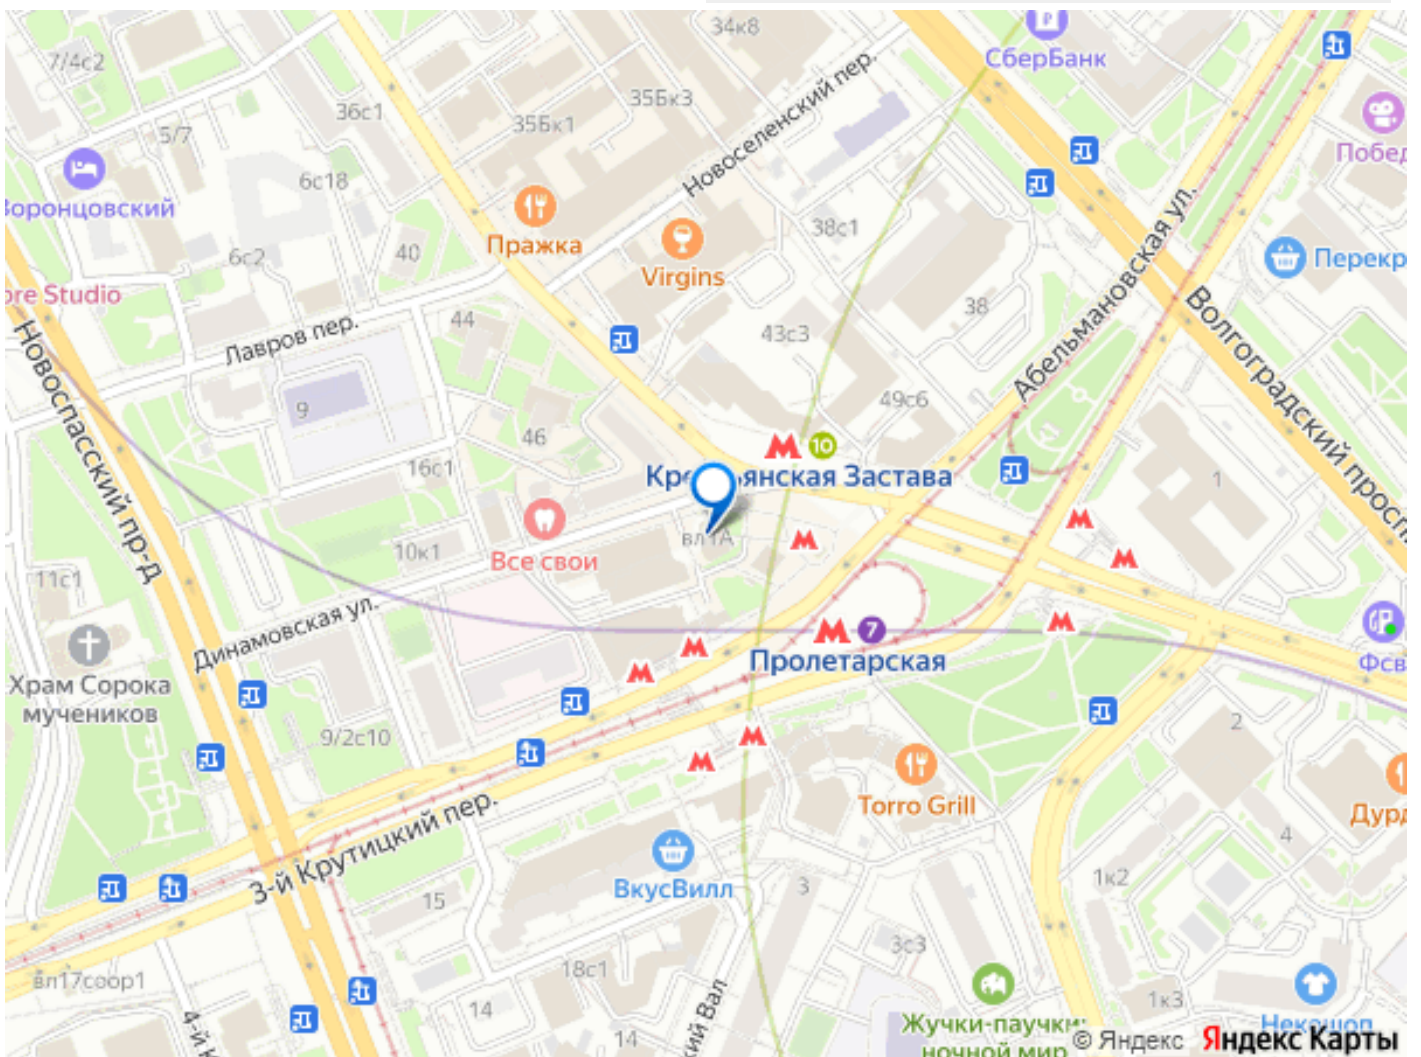 34к8
СберБанк
7/4с2
36с1
35Бк3
35Бк1
5/7
Новоселенский пер.
Побед
6с18
Воронцовский
Пражка
Virgins
38с1
Абельмановская ул.
Перекр
6с2
40
ore Studio
Лавров пер.
44
43с3
38
Волгоградский просп
Новоспасский пр-д
9
46
49с6
16с1
10
Застава
1
вл1А
Все свои
10к1
11с1
Динамовская ул.
7
Пролетарская
Храм Сорока
мучеников
Фсв
9/2с10
2
Torro Grill
3-й Крутицкий пер.
Дурд
4
ВкусВилл
15
3
1к2
3с3
вл17соор1
18с1
14
14
кий Вал
4-й К
1к3
Жучки-паучки:
ночной мир
Некошоп
© Яндекс
Яндекс Карты